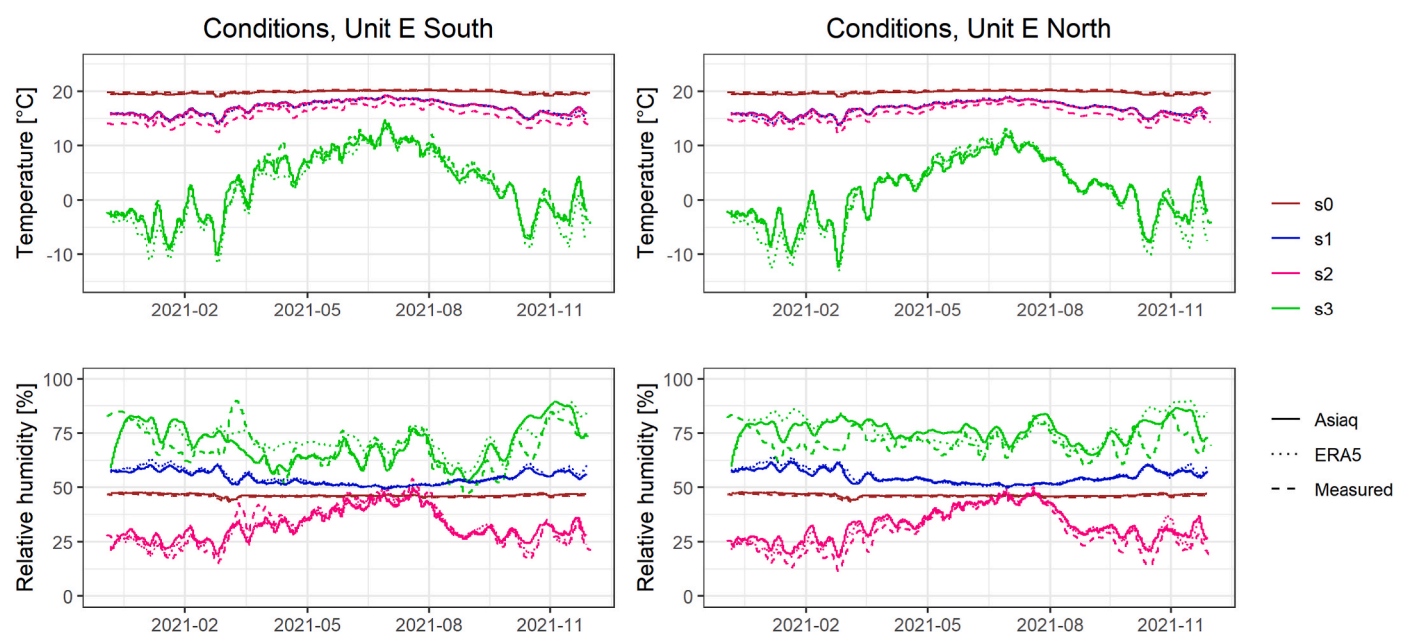 Conditions, Unit E South
Conditions, Unit E North
Temperature [°C]
20
10
0
-10
2021-02
2021-05
2021-08
2021-11
Temperature [°C]
20
10
0
-10
2021-02
2021-05
2021-08
2021-11
s0
s1
s2
s3
Relative humidity [%]
100
75
50
25
0
2021-02
2021-05
2021-08
2021-11
Relative humidity [%]
100
75
50
25
0
2021-02
2021-05
2021-08
2021-11
Asiaq
ERA5
Measured